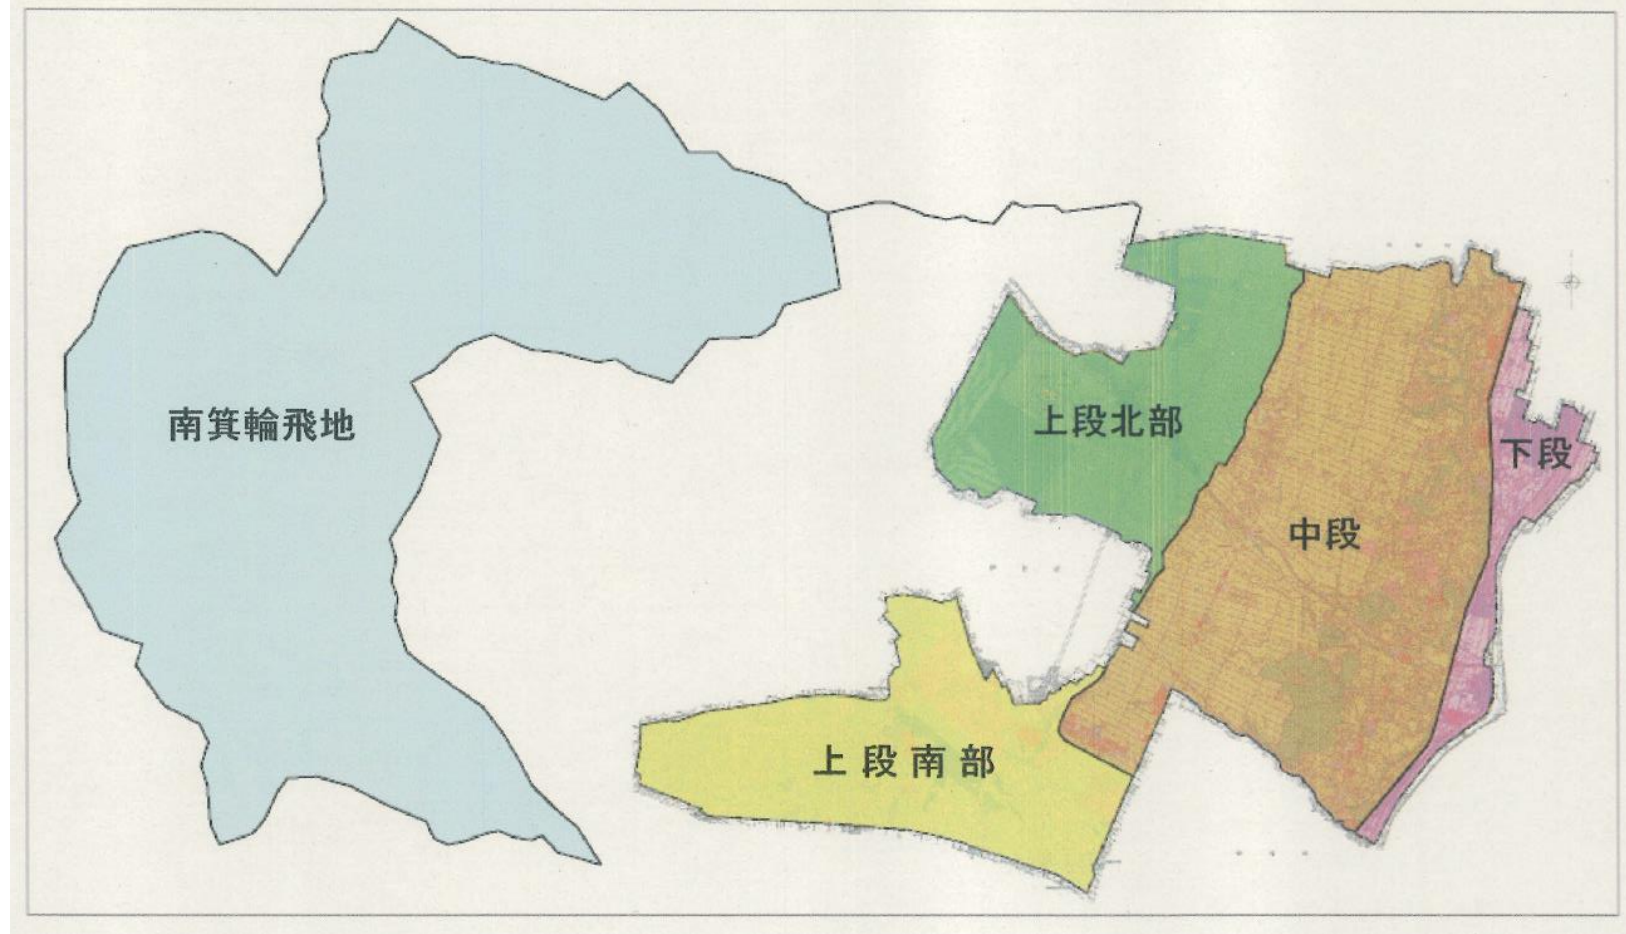 南箕輪飛地
上段北部
下段
中段
上段南部